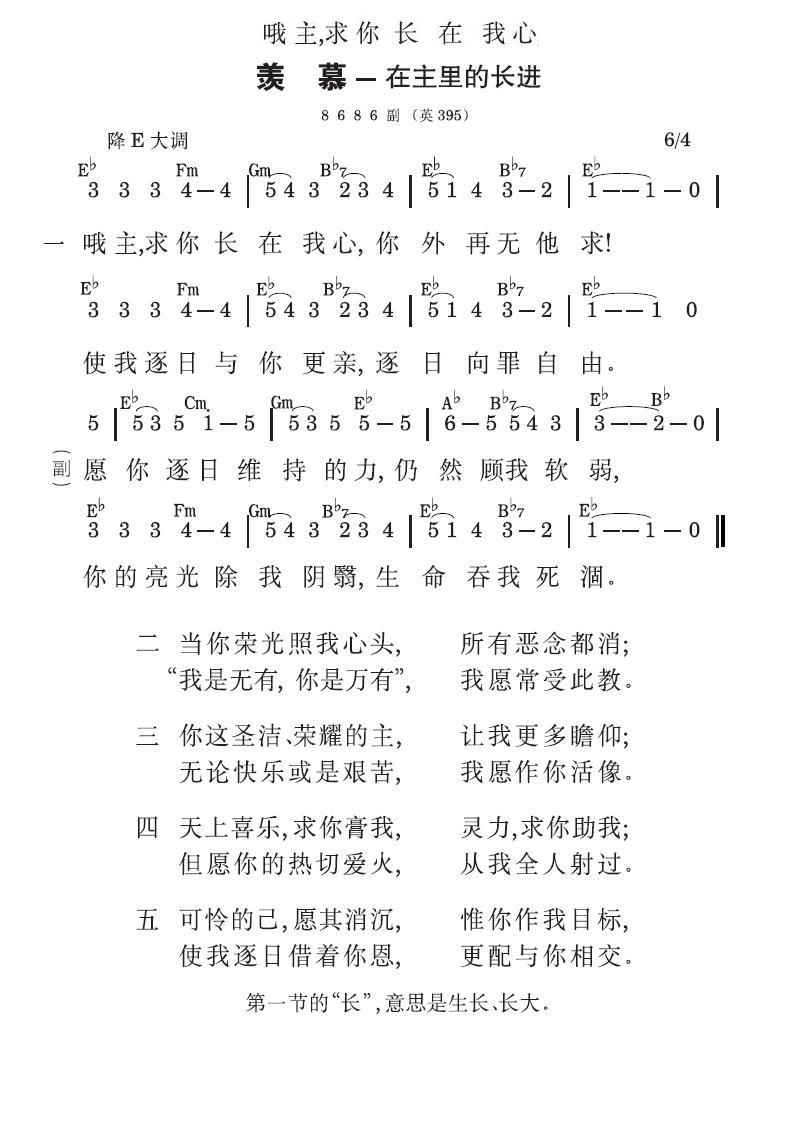 哦主,求你长在我心
羡 慕 — 在主里的长进
8 6 8 6 副 （英 395）
降 E 大调 6/4
E♭ Fm Gm B♭7 E♭ B♭7 E♭
3 3 3 4 — 4 | 5 4 3 2 3 4 | 5 1 4 3 — 2 | 1 — — 1 — 0 |
一 哦主,求你长在我心, 你外再无他求!
E♭ Fm E♭ B♭7 E♭ B♭7 E♭
3 3 3 4 — 4 | 5 4 3 2 3 4 | 5 1 4 3 — 2 | 1 — — 1 0
使我逐日与你更亲, 逐日向罪自由。
E♭ Cm Gm E♭ A♭ B♭7 E♭ B♭
5 | 5 3 5 1̇ — 5 | 5 3 5 5 — 5 | 6 — 5 5 4 3 | 3 — — 2 — 0 |
（副） 愿你逐日维持的力, 仍然顾我软弱,
E♭ Fm Gm B♭7 E♭ B♭7 E♭
3 3 3 4 — 4 | 5 4 3 2 3 4 | 5 1 4 3 — 2 | 1 — — 1 — 0 ‖
你的亮光除我阴翳, 生命吞我死涸。
二 当你荣光照我心头, 所有恶念都消;
“我是无有, 你是万有”, 我愿常受此教。
三 你这圣洁、荣耀的主, 让我更多瞻仰;
无论快乐或是艰苦, 我愿作你活像。
四 天上喜乐, 求你膏我, 灵力,求你助我;
但愿你的热切爱火, 从我全人射过。
五 可怜的己, 愿其消沉, 惟你作我目标,
使我逐日借着你恩, 更配与你相交。
第一节的“长”, 意思是生长、长大。